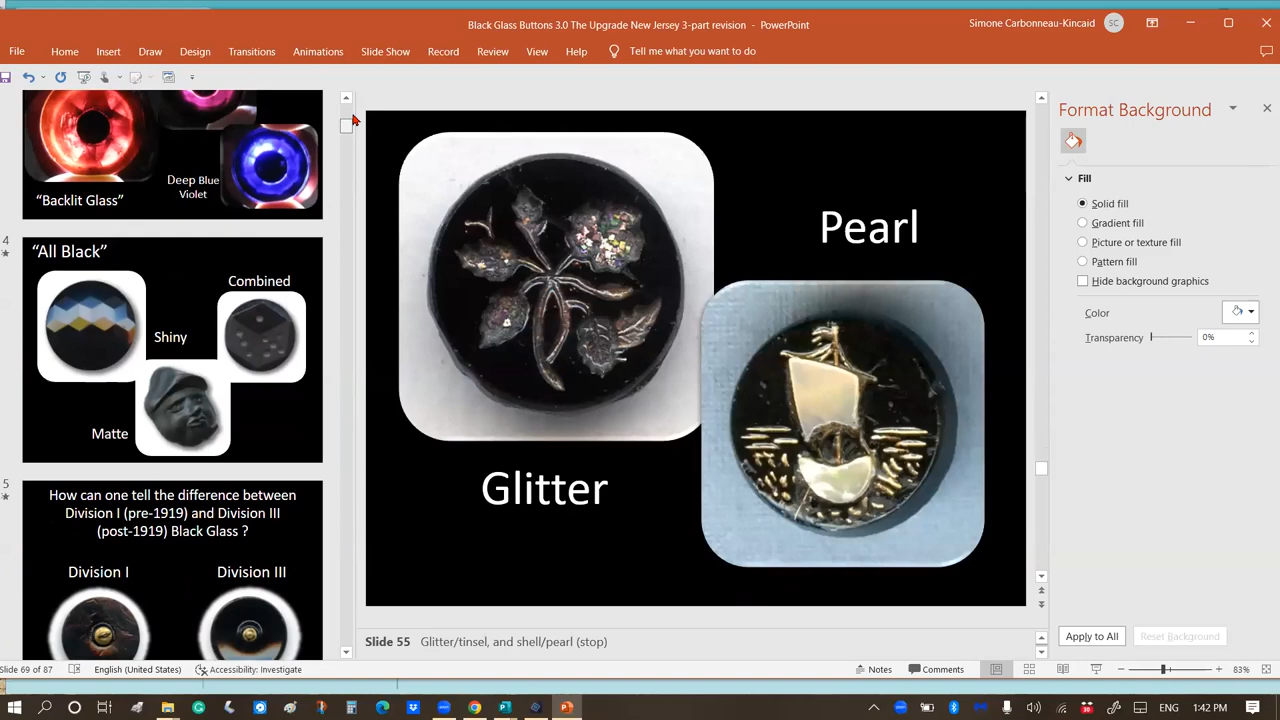 Black Glass Buttons 3.0 The Upgrade New Jersey 3-part revision - PowerPoint
Simone Carbonneau-Kincaid
SC
File Home Insert Draw Design Transitions Animations Slide Show Record Review View Help Tell me what you want to do
"Backlit Glass"
Deep Blue
Violet
4
"All Black"
Combined
Shiny
Matte
5
How can one tell the difference between
Division I (pre-1919) and Division III
(post-1919) Black Glass ?
Division I
Division III
Pearl
Glitter
Slide 55 Glitter/tinsel, and shell/pearl (stop)
Format Background
Fill
Solid fill
Gradient fill
Picture or texture fill
Pattern fill
Hide background graphics
Color
Transparency
0%
Apply to All
Reset Background
Slide 69 of 87
English (United States)
Accessibility: Investigate
Notes
Comments
83%
ENG
1:42 PM